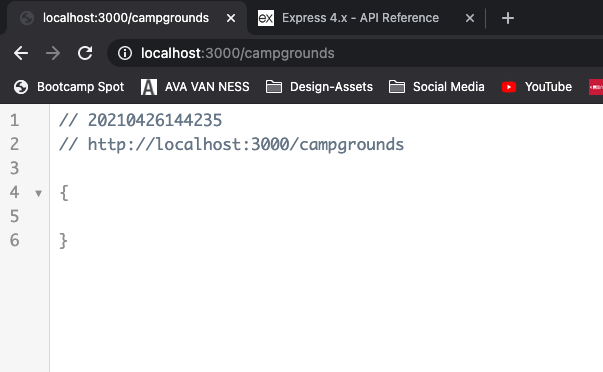 localhost:3000/campgrounds
ex Express 4.x - API Reference
localhost:3000/campgrounds
Bootcamp Spot
AVA VAN NESS
Design-Assets
Social Media
YouTube
1 // 20210426144235
2 // http://localhost:3000/campgrounds
3
4 {
5
6 }